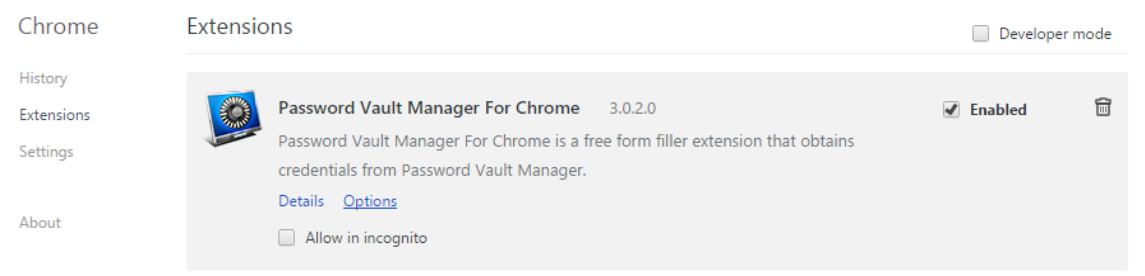 Chrome
Extensions
Developer mode
History
Extensions
Settings
About
Password Vault Manager For Chrome 3.0.2.0
Enabled
Password Vault Manager For Chrome is a free form filler extension that obtains
credentials from Password Vault Manager.
Details Options
Allow in incognito